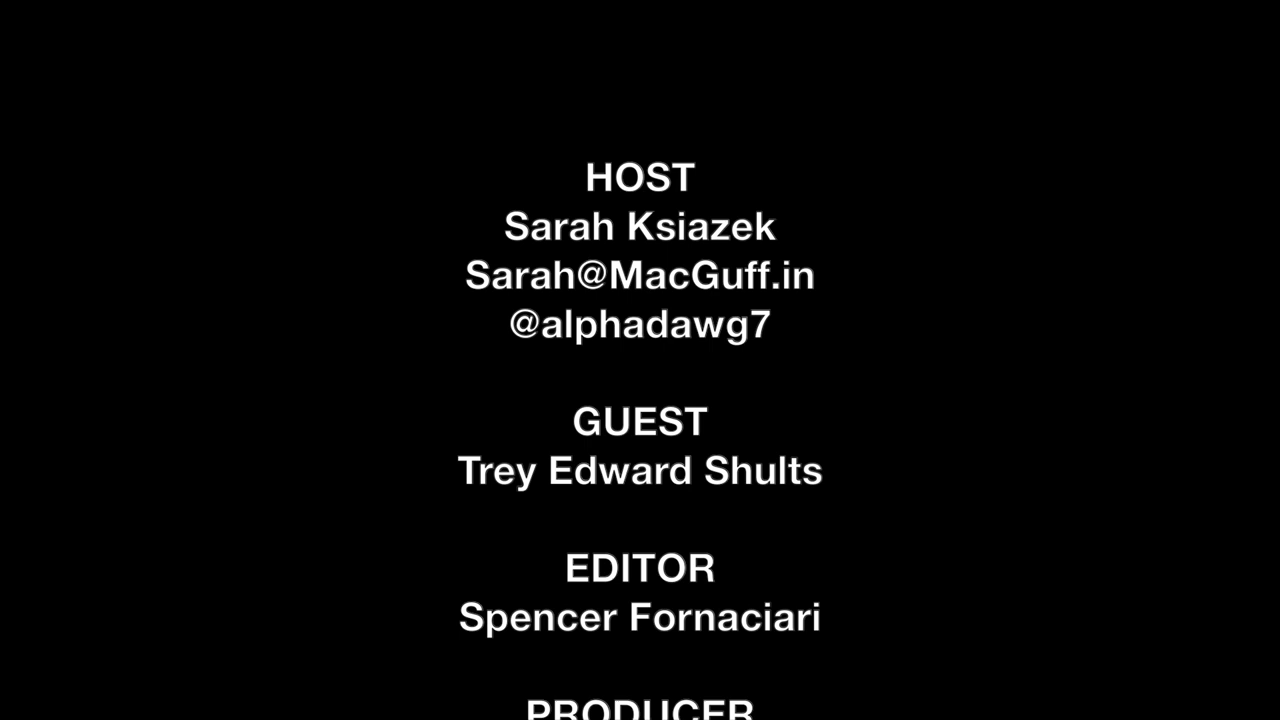 HOST
Sarah Ksiazek
Sarah@MacGuff.in
@alphadawg7
GUEST
Trey Edward Shults
EDITOR
Spencer Fornaciari
PRODUCER